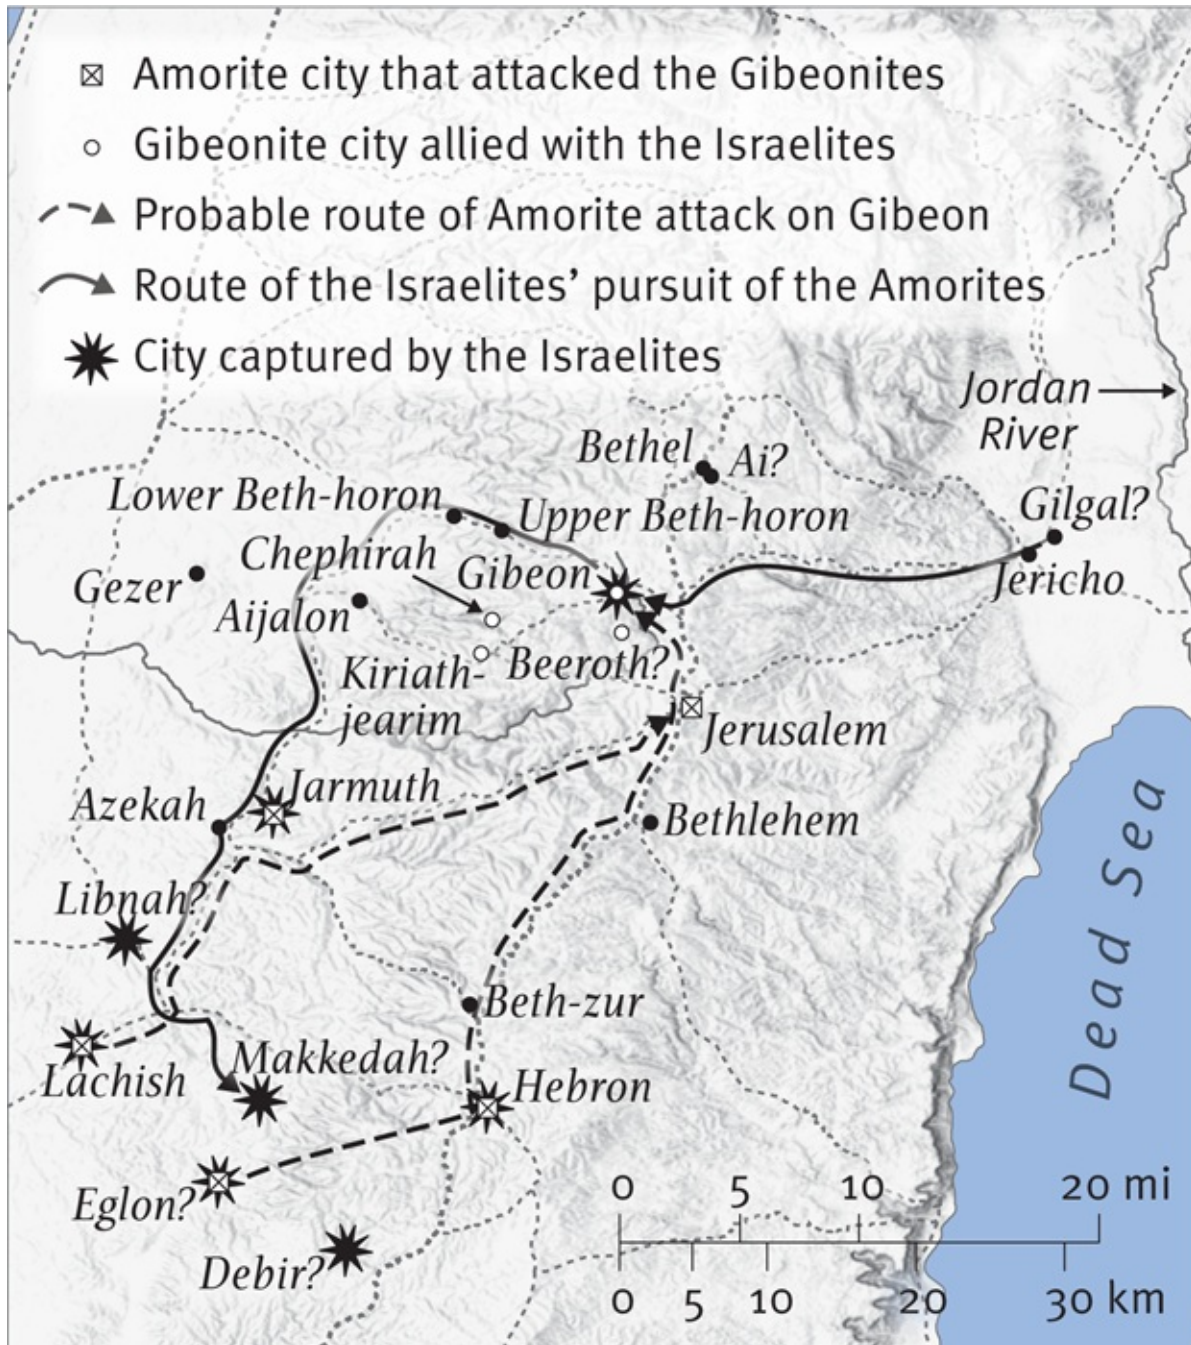 Amorite city that attacked the Gibeonites
Gibeonite city allied with the Israelites
Probable route of Amorite attack on Gibeon
Route of the Israelites’ pursuit of the Amorites
City captured by the Israelites
Jordan
River
Bethel
Ai?
Lower Beth-horon
Upper Beth-horon
Gilgal?
Chephirah
Gibeon
Jericho
Gezer
Aijalon
Kiriath-
jearim
Beeroth?
Jerusalem
Jarmuth
Azekah
Bethlehem
Libnah?
Dead Sea
Beth-zur
Makkedah?
Lachish
Hebron
Eglon?
Debir?
0 5 10 20 mi
0 5 10 20 30 km